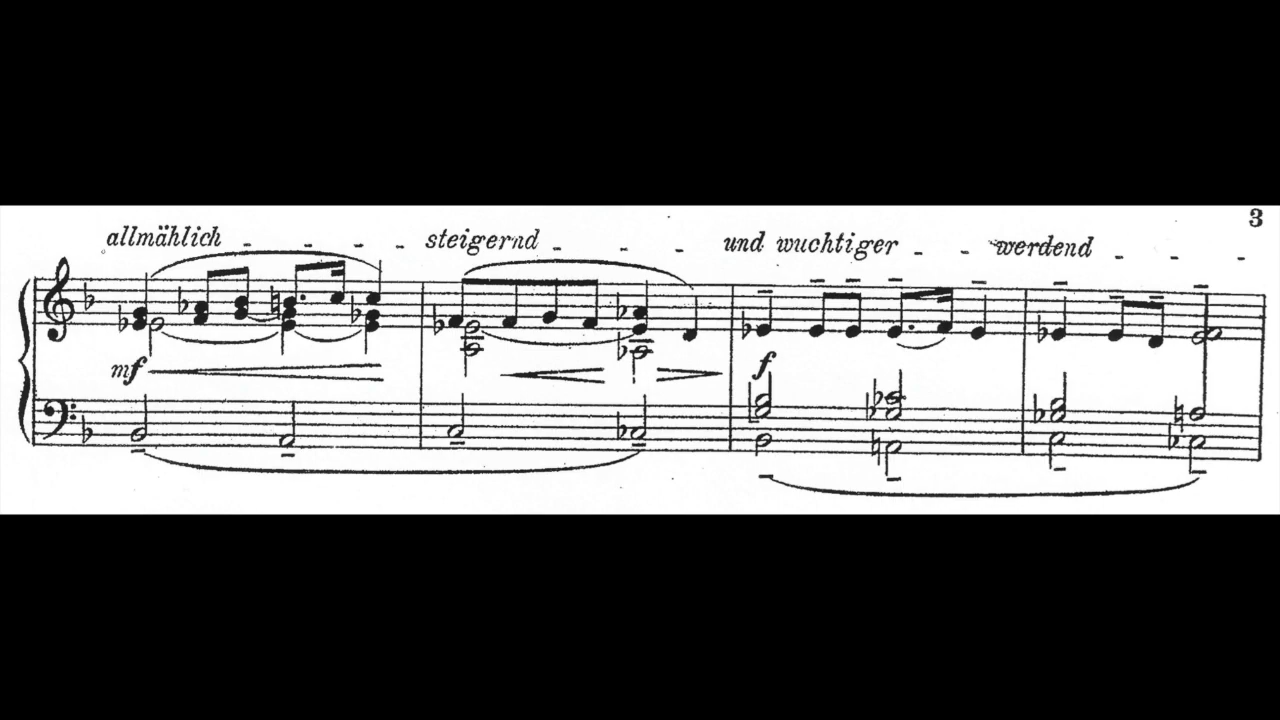 3
allmählich - - - - steigernd - - - und wuchtiger - - werdend - - -
mf f